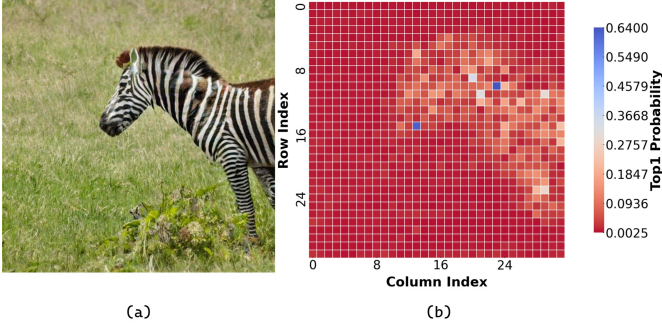 0
8
16
24
Row Index
0 8 16 24
Column Index
0.6400
0.5490
0.4579
0.3668
0.2757
0.1847
0.0936
0.0025
Top1 Probability
(a) (b)